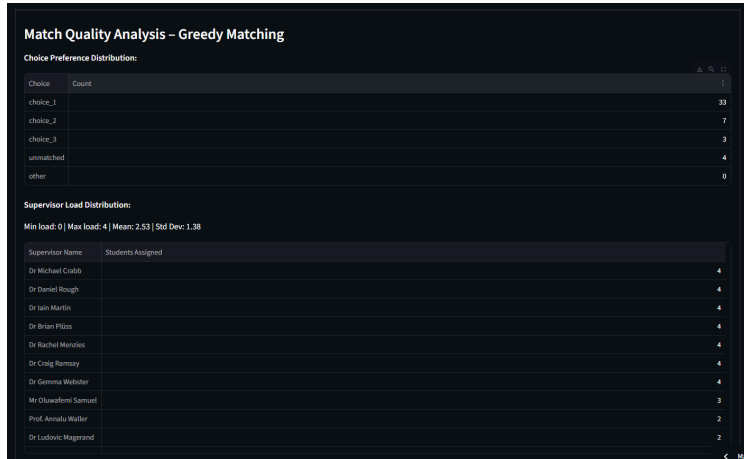 Match Quality Analysis – Greedy Matching
Choice Preference Distribution:
Choice Count
choice_1 33
choice_2 7
choice_3 3
unmatched 4
other 0
Supervisor Load Distribution:
Min load: 0 | Max load: 4 | Mean: 2.53 | Std Dev: 1.38
Supervisor Name Students Assigned
Dr Michael Crabb 4
Dr Daniel Rough 4
Dr Iain Martin 4
Dr Brian Plüss 4
Dr Rachel Menzies 4
Dr Craig Ramsay 4
Dr Gemma Webster 4
Mr Oluwafemi Samuel 3
Prof. Annalu Waller 2
Dr Ludovic Magerand 2